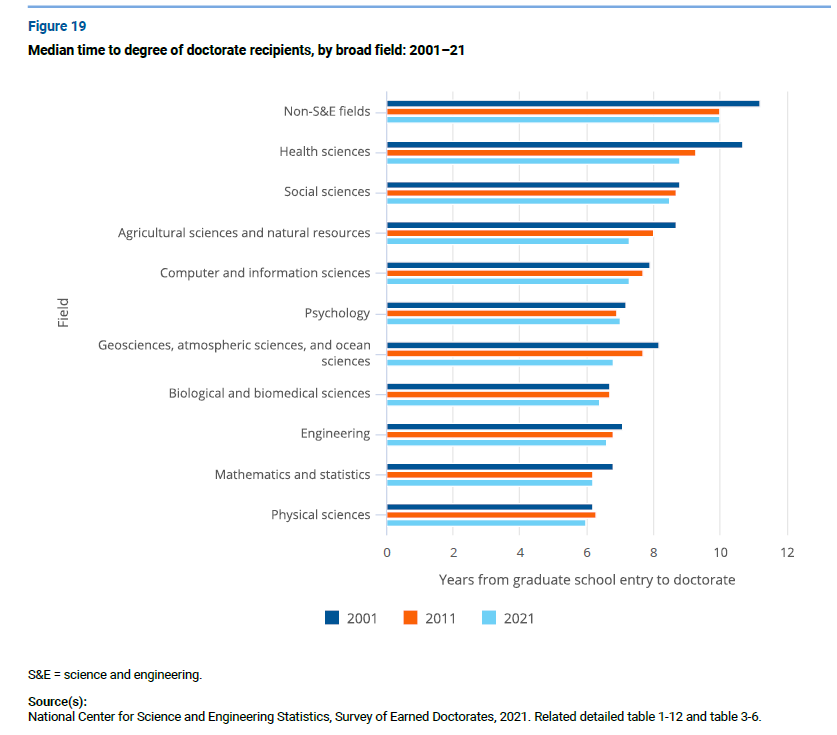 Figure 19
Median time to degree of doctorate recipients, by broad field: 2001–21
Non-S&E fields
Health sciences
Social sciences
Agricultural sciences and natural resources
Computer and information sciences
Psychology
Geosciences, atmospheric sciences, and ocean
sciences
Biological and biomedical sciences
Engineering
Mathematics and statistics
Physical sciences
Field
0 2 4 6 8 10 12
Years from graduate school entry to doctorate
2001 2011 2021
S&E = science and engineering.
Source(s):
National Center for Science and Engineering Statistics, Survey of Earned Doctorates, 2021. Related detailed table 1-12 and table 3-6.